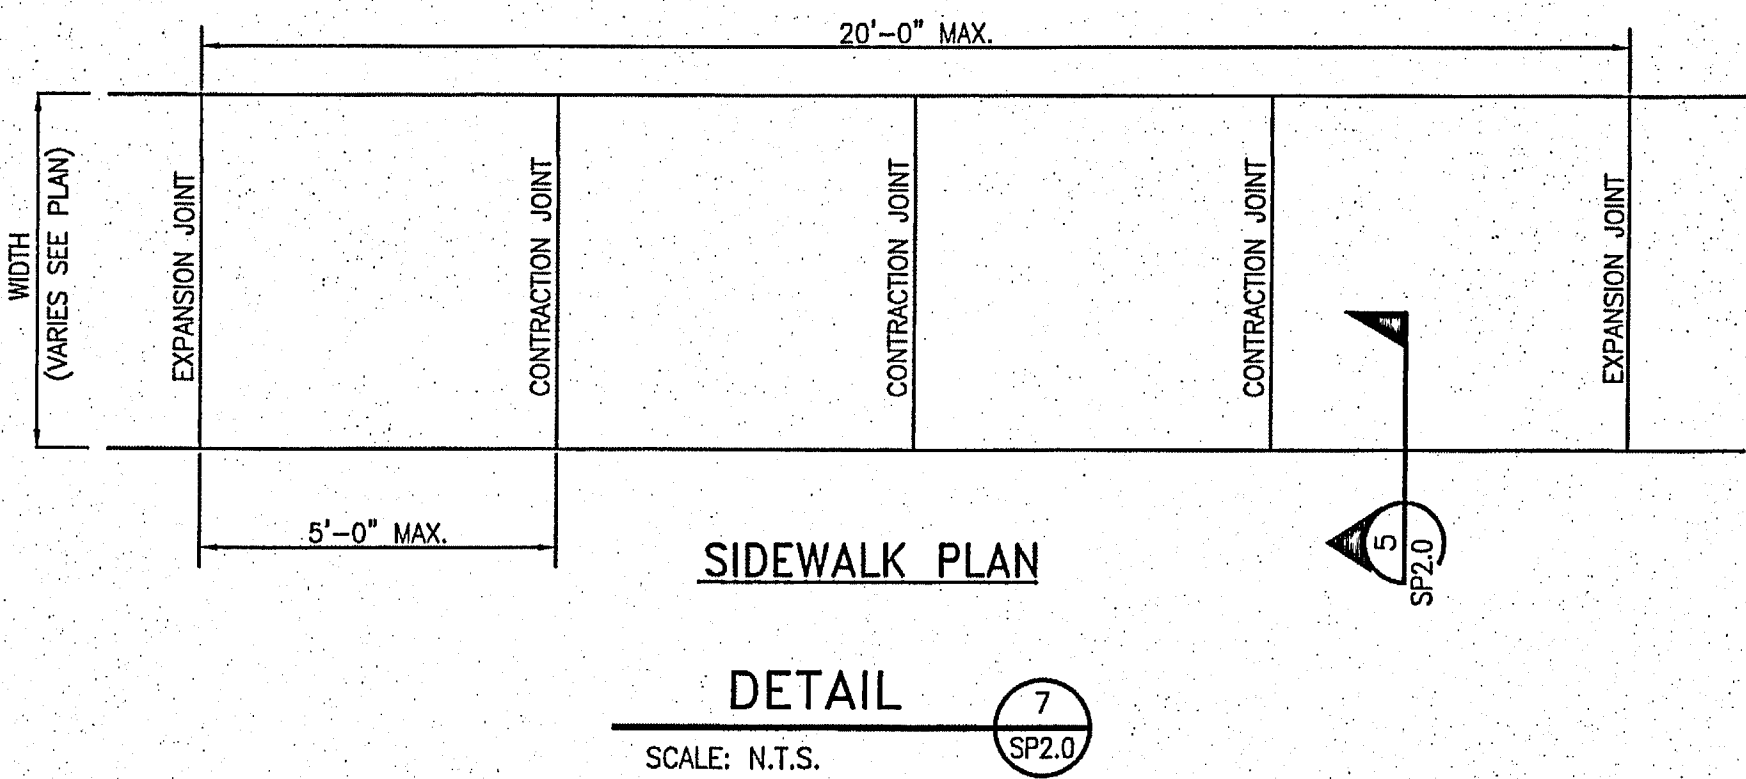 20'-0" MAX.
WIDTH
(VARIES SEE PLAN)
EXPANSION JOINT
CONTRACTION JOINT
CONTRACTION JOINT
CONTRACTION JOINT
EXPANSION JOINT
5'-0" MAX.
SIDEWALK PLAN
5
SP2.0
DETAIL
7
SP2.0
SCALE: N.T.S.